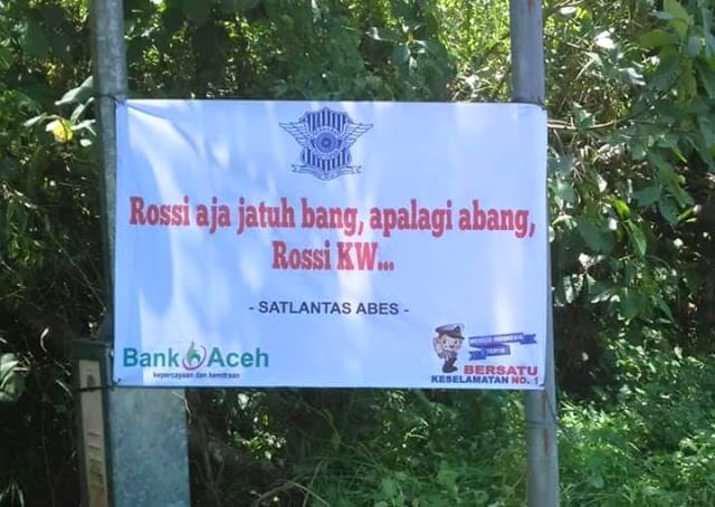 Rossi aja jatuh bang, apalagi abang,
Rossi KW...
- SATLANTAS ABES -
Bank Aceh
kepercayaan dan kemitraan
BERSATU
KESELAMATAN NO. 1